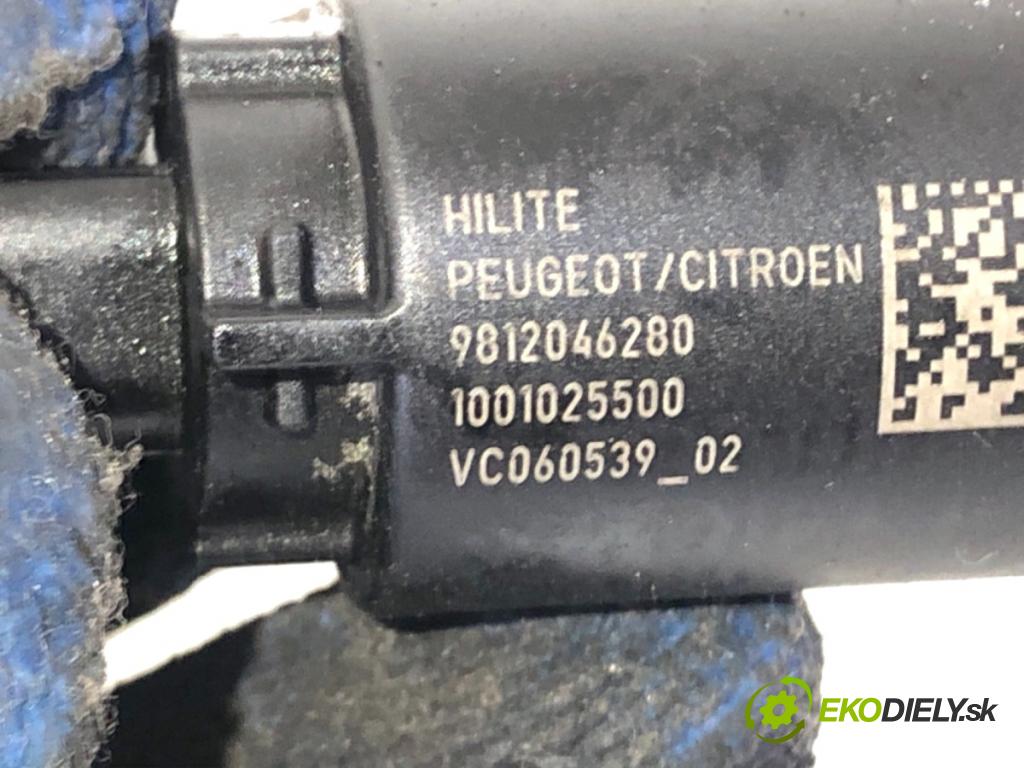 HILITE
PEUGEOT/CITROEN
9812046280
1001025500
VC060539_02
EKODIELY.sk